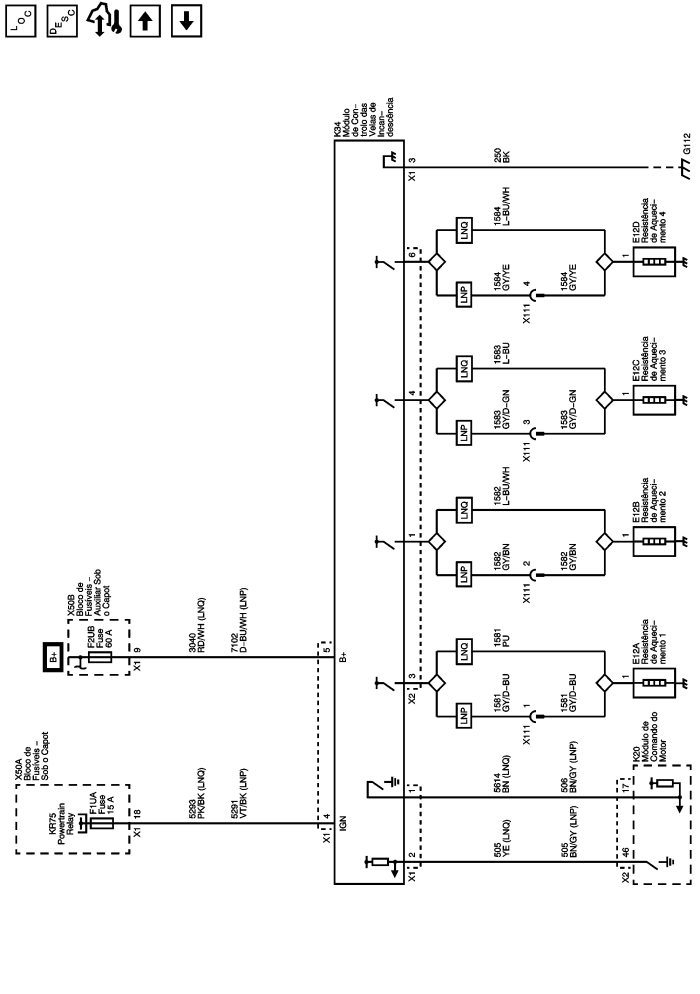 LOC
DESC
X50A
Bloco de
Fusíveis –
Sob o Capot
KR75
Powertrain
Relay
F1UA
Fuse
15 A
18
X1
5293
PK/BK (LNQ)
5291
VT/BK (LNP)
4
X1
IGN
B+
X50B
Bloco de
Fusíveis –
Auxiliar Sob
o Capot
F2UB
Fuse
60 A
9
X1
3040
RD/WH (LNQ)
7102
D–BU/WH (LNP)
5
B+
K34
Módulo
de Con–
trolo das
Velas de
Incan–
descência
2
X1
505
YE (LNQ)
505
BN/GY (LNP)
46
X2
1
5614
BN (LNQ)
506
BN/GY (LNP)
17
K20
Módulo de
Comando do
Motor
3
X2
LNP
LNQ
1581
GY/D–BU
1581
PU
1
X111
1581
GY/D–BU
1
E12A
Resistência
de Aqueci–
mento 1
1
LNP
LNQ
1582
GY/BN
1582
L–BU/WH
2
X111
1582
GY/BN
1
E12B
Resistência
de Aqueci–
mento 2
4
LNP
LNQ
1583
GY/D–GN
1583
L–BU
3
X111
1583
GY/D–GN
1
E12C
Resistência
de Aqueci–
mento 3
6
LNP
LNQ
1584
GY/YE
1584
L–BU/WH
4
X111
1584
GY/YE
1
E12D
Resistência
de Aqueci–
mento 4
3
X1
250
BK
G112